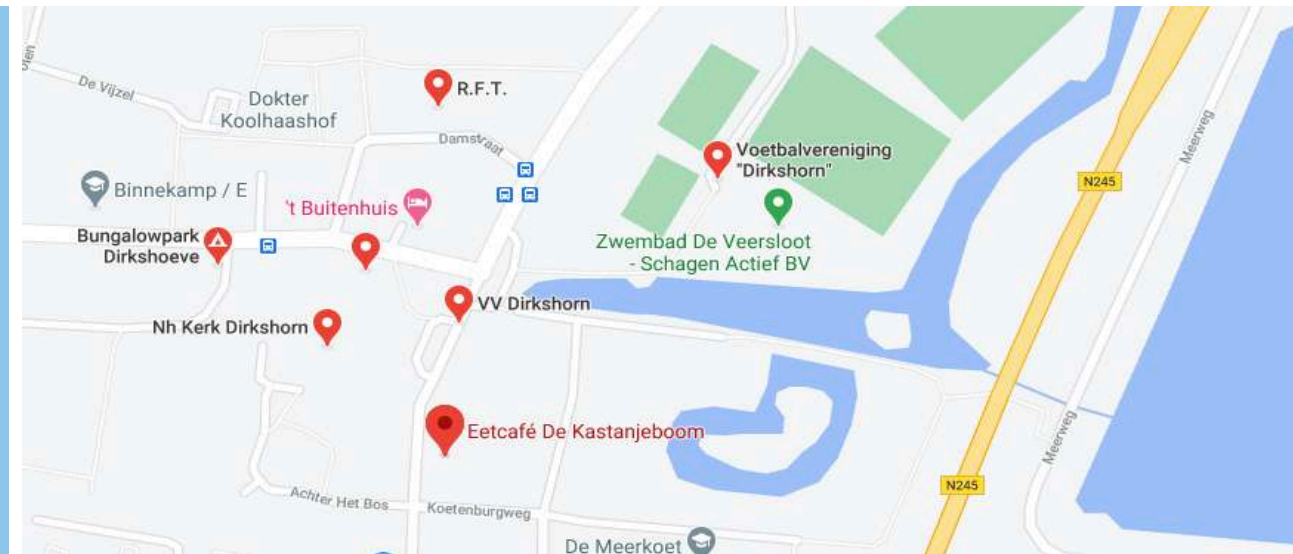 R.F.T.
De Vijzel
Dokter
Koolhaashof
Damstraat
Meerweg
Voetbalvereniging
"Dirkshorn"
N245
Binnekamp / E
't Buitenhuis
Bungalowpark
Dirkshoeve
Zwembad De Veersloot
- Schagen Actief BV
VV Dirkshorn
Nh Kerk Dirkshorn
Eetcafé De Kastanjeboom
Meerweg
N245
Achter Het Bos
Koetenburgweg
De Meerkoet